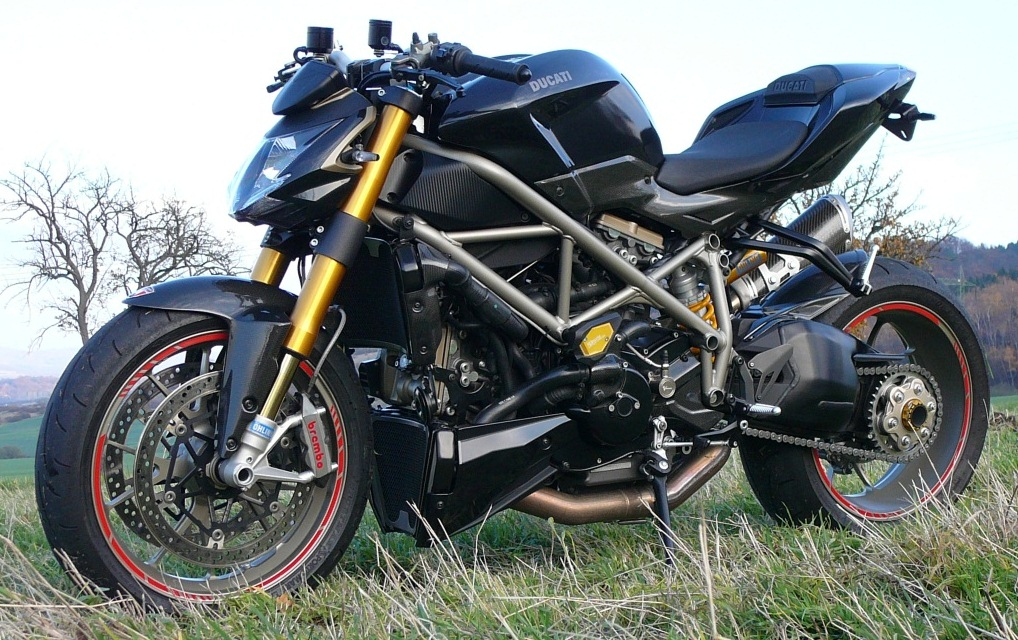 DUCATI
DUCATI
ÖHLINS
brembo